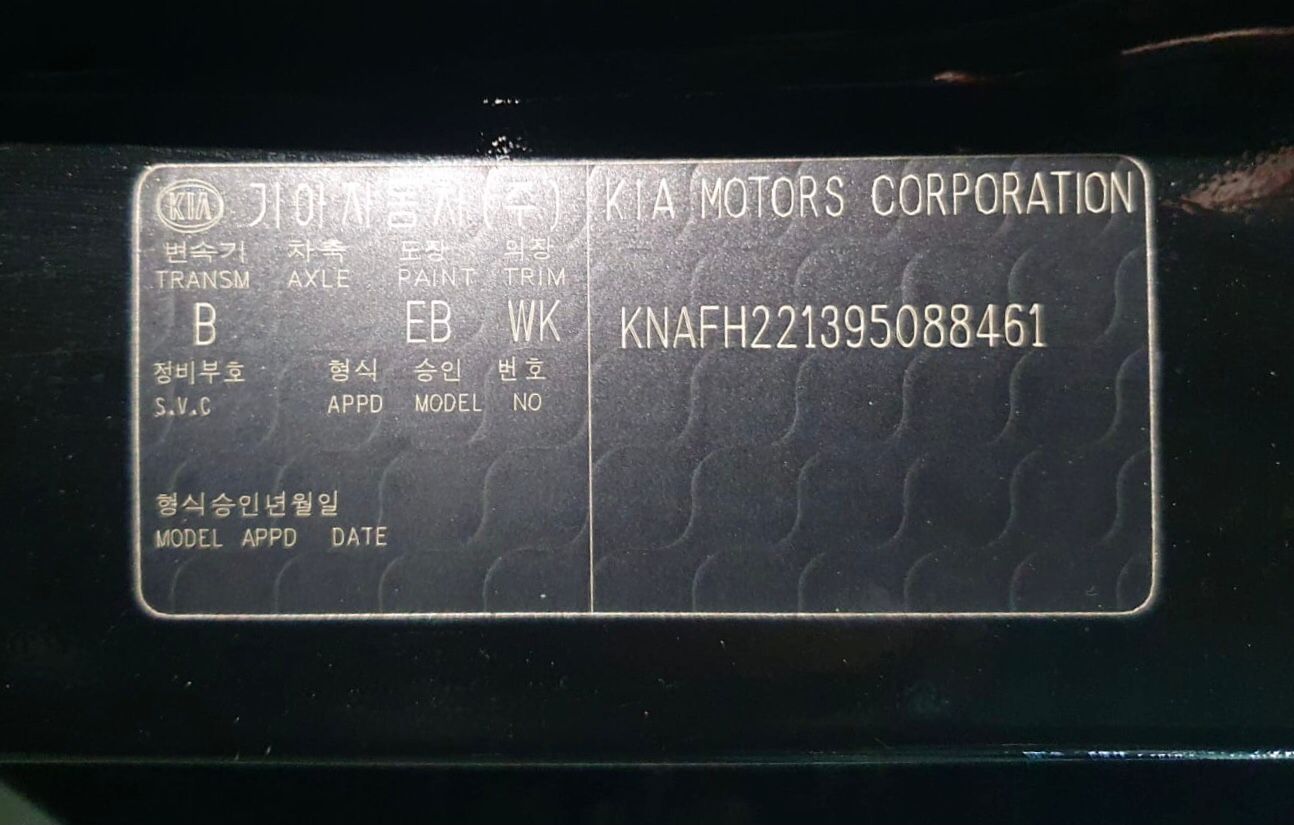 KIA 기아자동차(주) KIA MOTORS CORPORATION
변속기 차축 도장 의장
TRANSM AXLE PAINT TRIM
B EB WK KNAFH221395088461
정비부호 형식 승인 번호
S.V.C APPD MODEL NO
형식승인년월일
MODEL APPD DATE